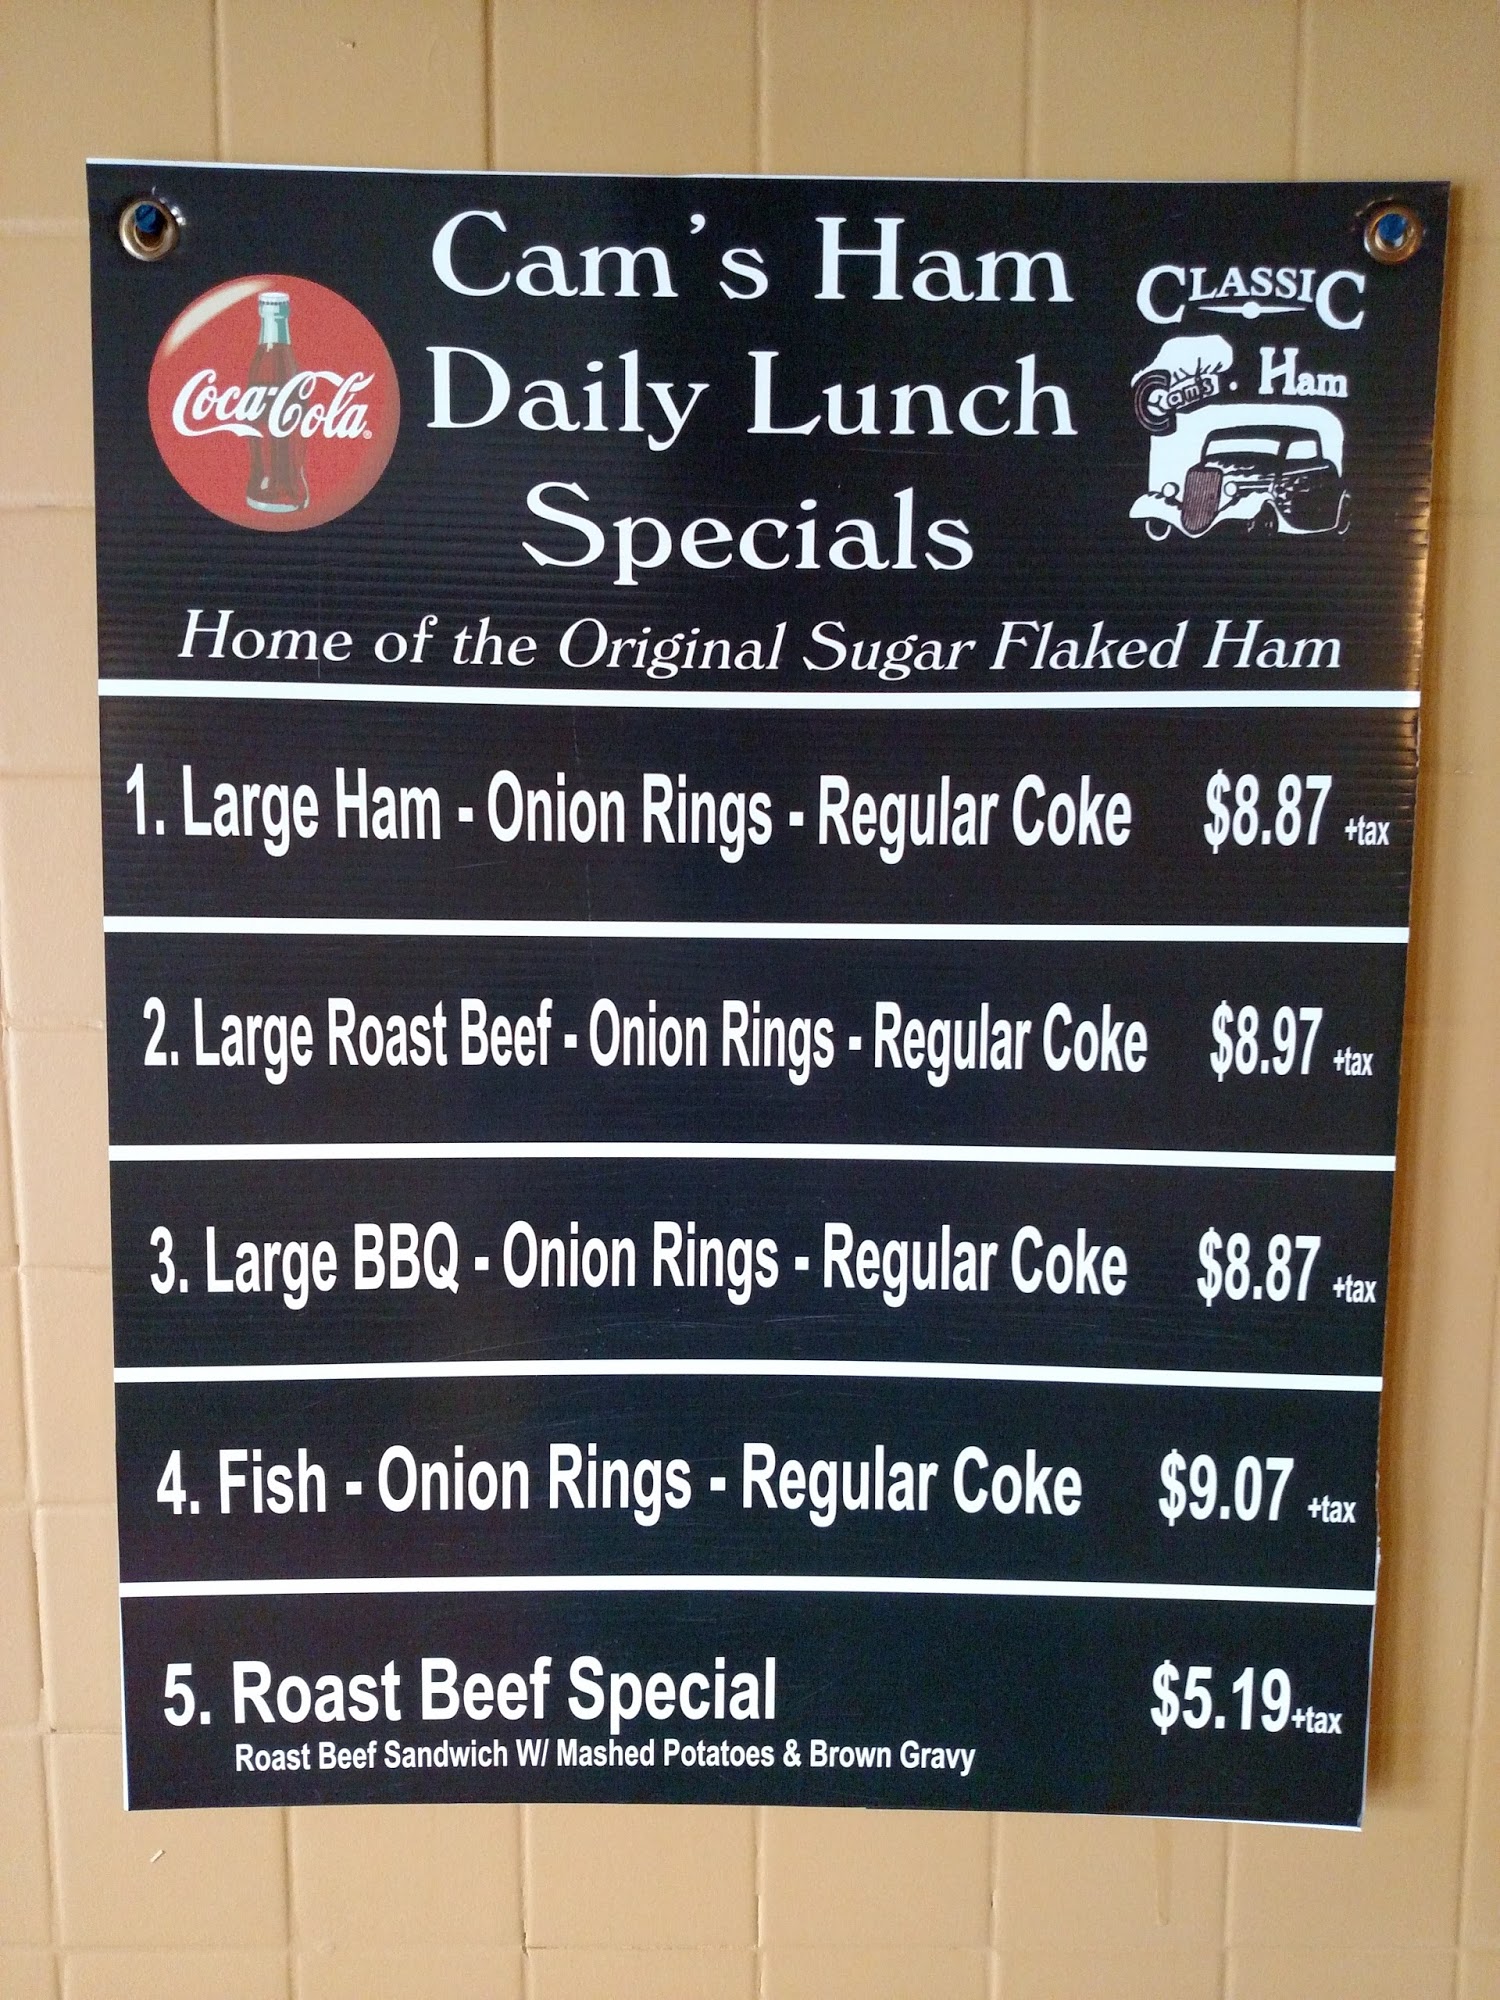 Cam's Ham
Daily Lunch
Specials
Coca-Cola
CLASSIC
Cam's Ham
Home of the Original Sugar Flaked Ham
1. Large Ham - Onion Rings - Regular Coke $8.87 +tax
2. Large Roast Beef - Onion Rings - Regular Coke $8.97 +tax
3. Large BBQ - Onion Rings - Regular Coke $8.87 +tax
4. Fish - Onion Rings - Regular Coke $9.07 +tax
5. Roast Beef Special $5.19 +tax
Roast Beef Sandwich W/ Mashed Potatoes & Brown Gravy